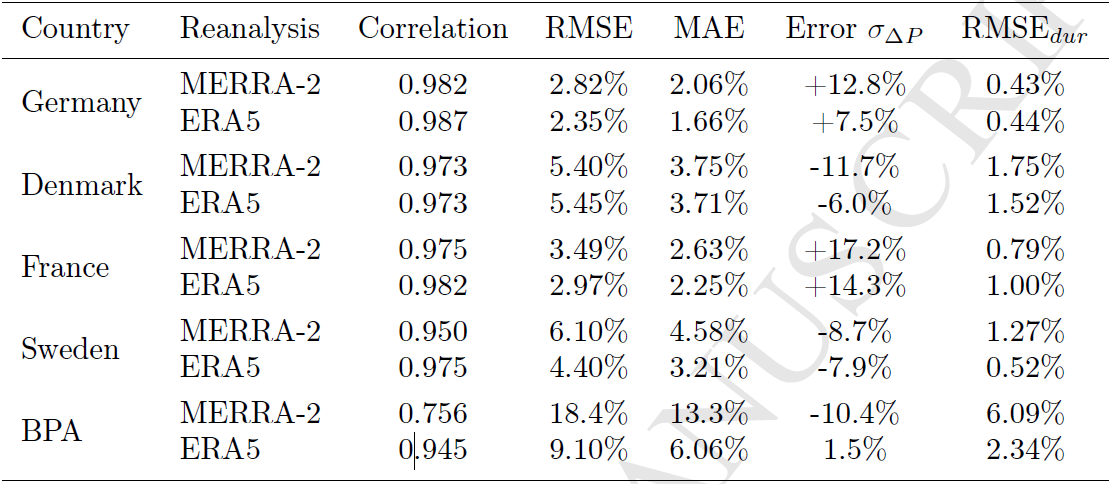 Country Reanalysis Correlation RMSE MAE Error σΔP RMSEdur
Germany MERRA-2 0.982 2.82% 2.06% +12.8% 0.43%
ERA5 0.987 2.35% 1.66% +7.5% 0.44%
Denmark MERRA-2 0.973 5.40% 3.75% -11.7% 1.75%
ERA5 0.973 5.45% 3.71% -6.0% 1.52%
France MERRA-2 0.975 3.49% 2.63% +17.2% 0.79%
ERA5 0.982 2.97% 2.25% +14.3% 1.00%
Sweden MERRA-2 0.950 6.10% 4.58% -8.7% 1.27%
ERA5 0.975 4.40% 3.21% -7.9% 0.52%
BPA MERRA-2 0.756 18.4% 13.3% -10.4% 6.09%
ERA5 0.945 9.10% 6.06% 1.5% 2.34%